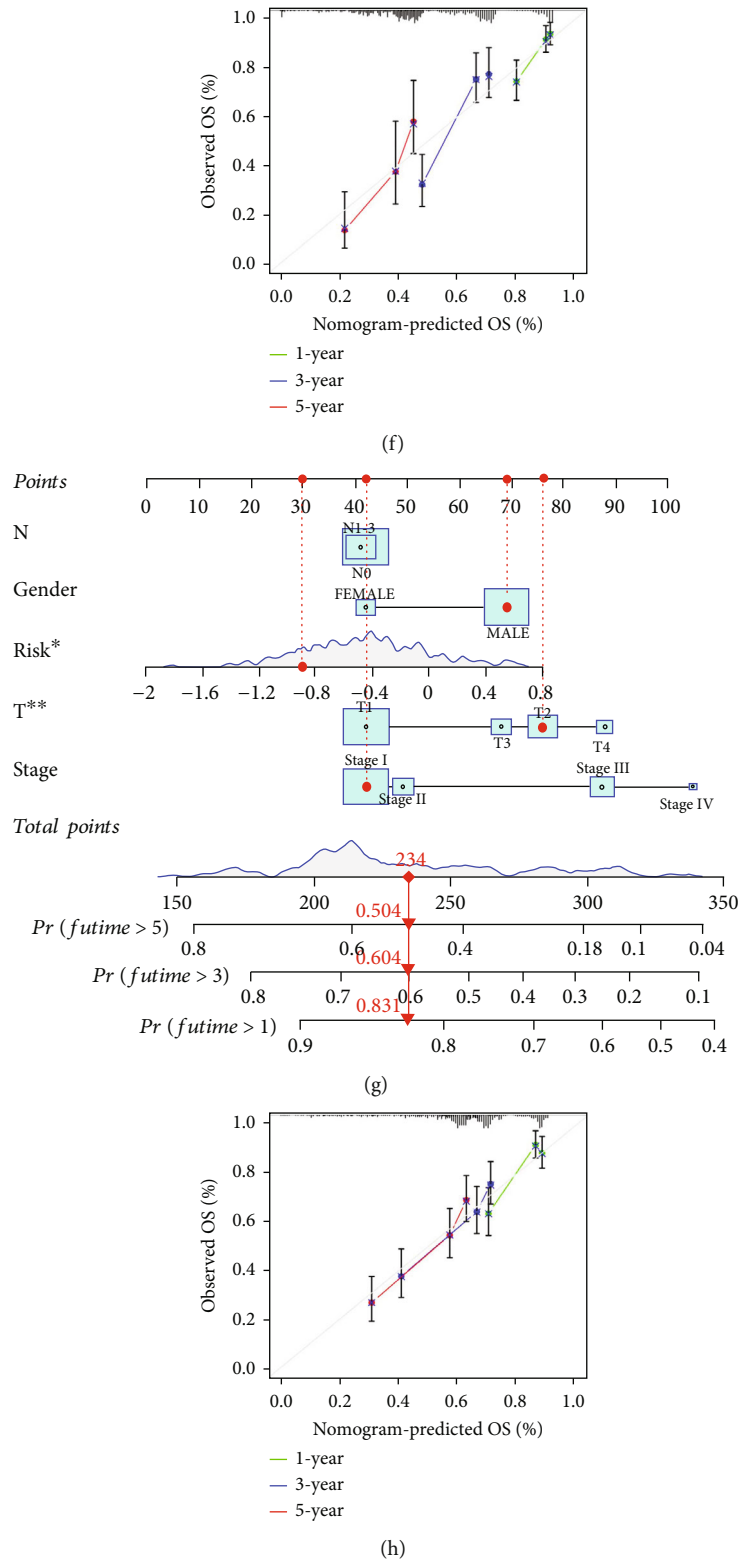 1.0
0.8
0.6
0.4
0.2
0.0
Observed OS (%)
0.0 0.2 0.4 0.6 0.8 1.0
Nomogram-predicted OS (%)
1-year
3-year
5-year
(f)
Points
0 10 20 30 40 50 60 70 80 90 100
N
N1-3
N0
Gender
FEMALE
MALE
Risk*
−2 −1.6 −1.2 −0.8 −0.4 0 0.4 0.8
T**
T1 T2
T3 T4
Stage
Stage I Stage III
Stage II Stage IV
Total points
234
150 200 250 300 350
0.504
Pr (futime > 5)
0.8 0.6 0.4 0.18 0.1 0.04
0.604
Pr (futime > 3)
0.8 0.7 0.6 0.5 0.4 0.3 0.2 0.1
0.831
Pr (futime > 1)
0.9 0.8 0.7 0.6 0.5 0.4
(g)
1.0
0.8
0.6
0.4
0.2
0.0
Observed OS (%)
0.0 0.2 0.4 0.6 0.8 1.0
Nomogram-predicted OS (%)
1-year
3-year
5-year
(h)